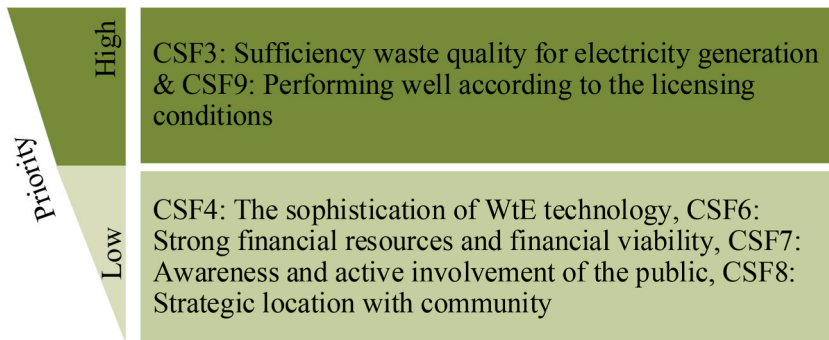 Priority
High
CSF3: Sufficiency waste quality for electricity generation
& CSF9: Performing well according to the licensing
conditions
Low
CSF4: The sophistication of WtE technology, CSF6:
Strong financial resources and financial viability, CSF7:
Awareness and active involvement of the public, CSF8:
Strategic location with community